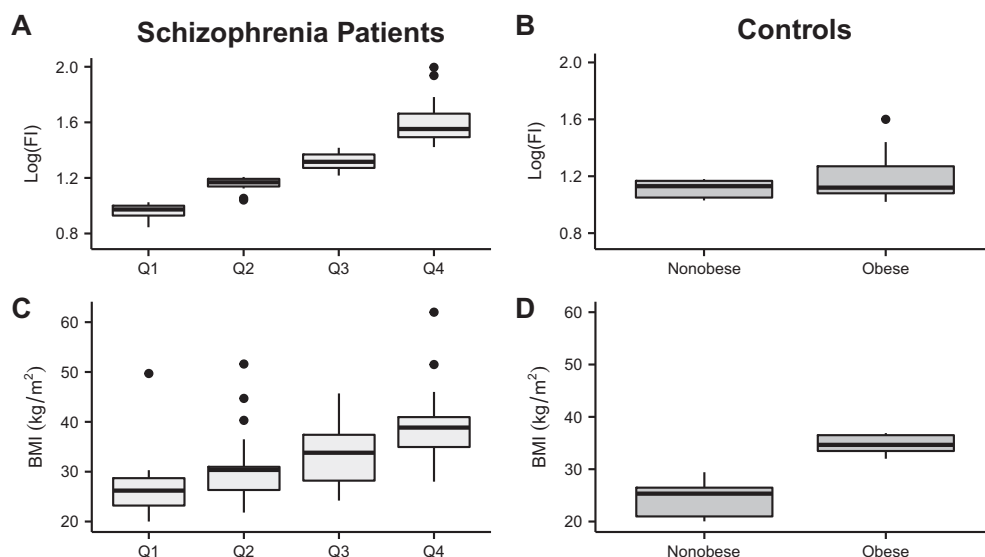 A
Schizophrenia Patients
B
Controls
Log(FI)
2.0
1.6
1.2
0.8
Q1
Q2
Q3
Q4
Log(FI)
2.0
1.6
1.2
0.8
Nonobese
Obese
C
BMI (kg/m²)
60
50
40
30
20
Q1
Q2
Q3
Q4
D
BMI (kg/m²)
60
50
40
30
20
Nonobese
Obese